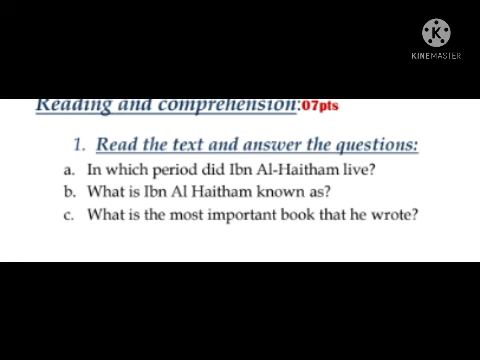 KINEMASTER
Reading and comprehension:07pts
1. Read the text and answer the questions:
a. In which period did Ibn Al-Haitham live?
b. What is Ibn Al Haitham known as?
c. What is the most important book that he wrote?